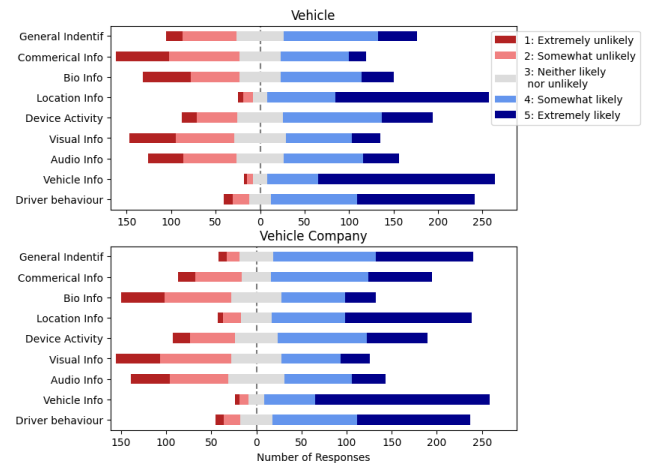 Vehicle
General Indentif
Commerical Info
Bio Info
Location Info
Device Activity
Visual Info
Audio Info
Vehicle Info
Driver behaviour
150 100 50 0 50 100 150 200 250
1: Extremely unlikely
2: Somewhat unlikely
3: Neither likely
nor unlikely
4: Somewhat likely
5: Extremely likely
Vehicle Company
General Indentif
Commerical Info
Bio Info
Location Info
Device Activity
Visual Info
Audio Info
Vehicle Info
Driver behaviour
150 100 50 0 50 100 150 200 250
Number of Responses